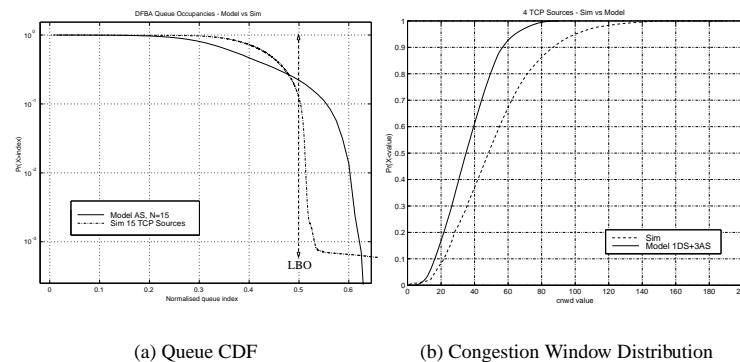 DFBA Queue Occupancies - Model vs Sim
10⁰
10⁻¹
10⁻²
10⁻³
Pr( X>index)
Model AS, N=15
Sim 15 TCP Sources
LBO
0 0.1 0.2 0.3 0.4 0.5 0.6
Normalised queue index
(a) Queue CDF
4 TCP Sources - Sim vs Model
1
0.9
0.8
0.7
0.6
0.5
0.4
0.3
0.2
0.1
0
Pr(X<value)
Sim
Model 1DS+3AS
0 20 40 60 80 100 120 140 160 180 200
cnwd value
(b) Congestion Window Distribution